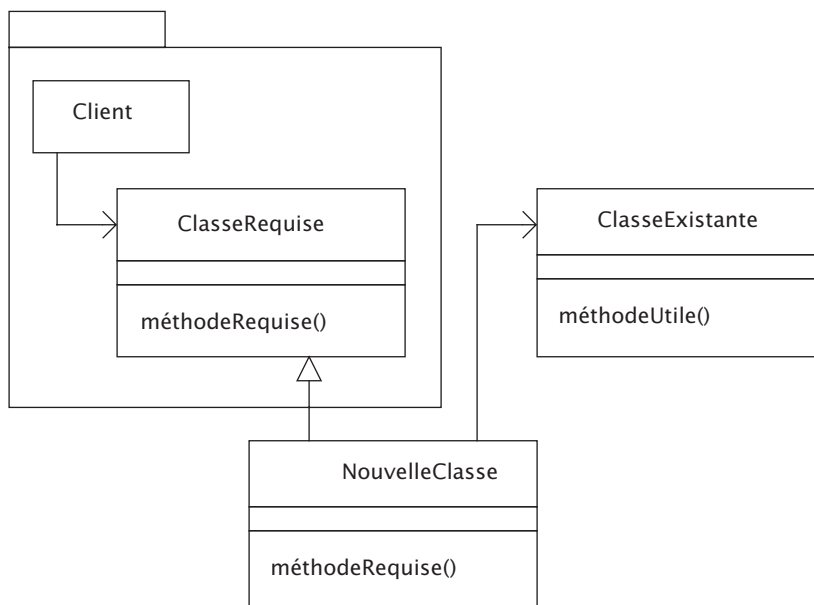 Client
ClasseRequise
méthodeRequise()
ClasseExistante
méthodeUtile()
NouvelleClasse
méthodeRequise()